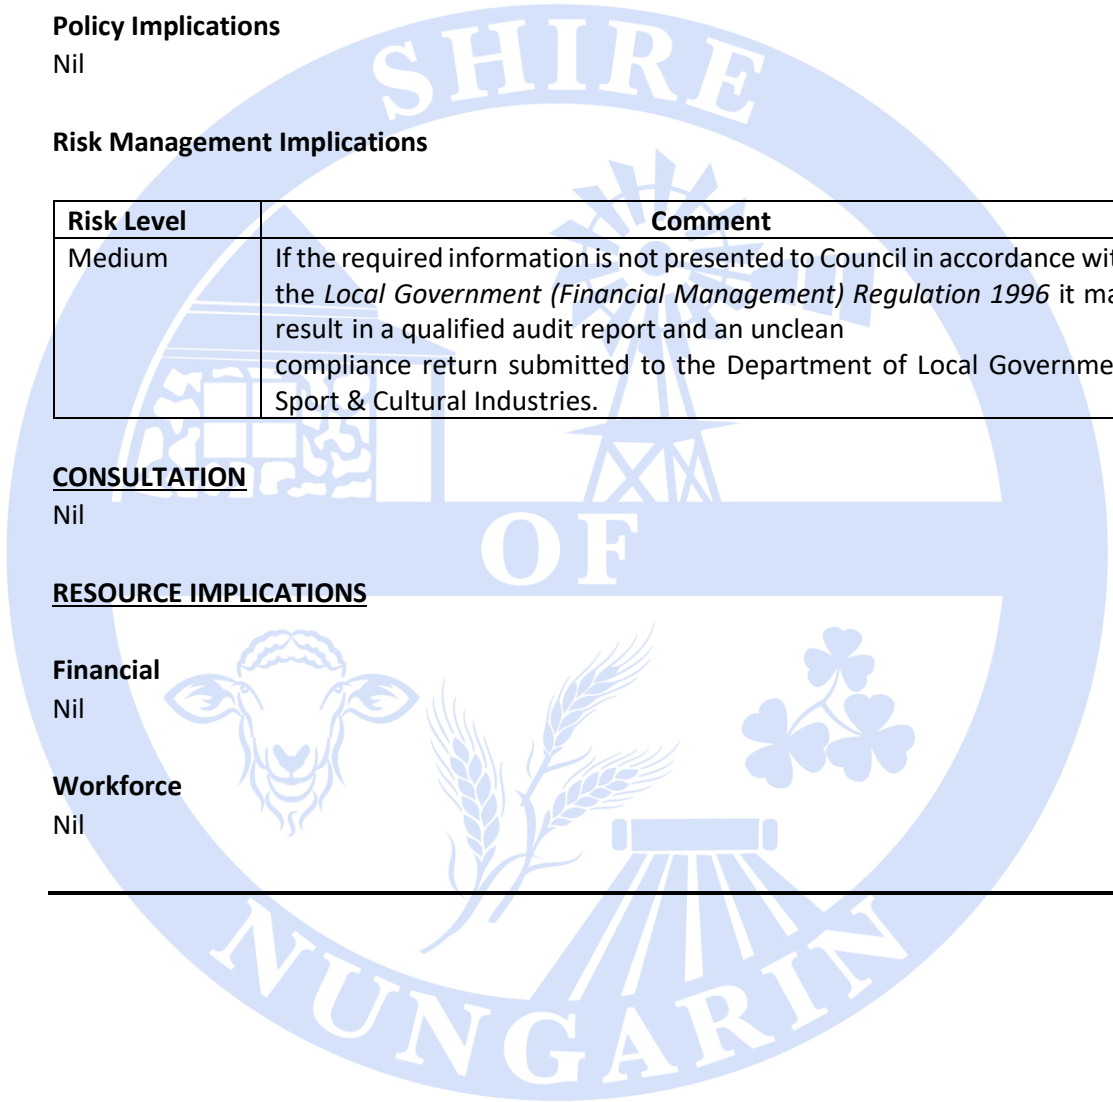 Policy Implications
Nil
Risk Management Implications
Risk Level Comment
Medium If the required information is not presented to Council in accordance wit
the Local Government (Financial Management) Regulation 1996 it ma
result in a qualified audit report and an unclean
compliance return submitted to the Department of Local Governme
Sport & Cultural Industries.
CONSULTATION
Nil
RESOURCE IMPLICATIONS
Financial
Nil
Workforce
Nil
SHIRE
OF
NUNGARIN